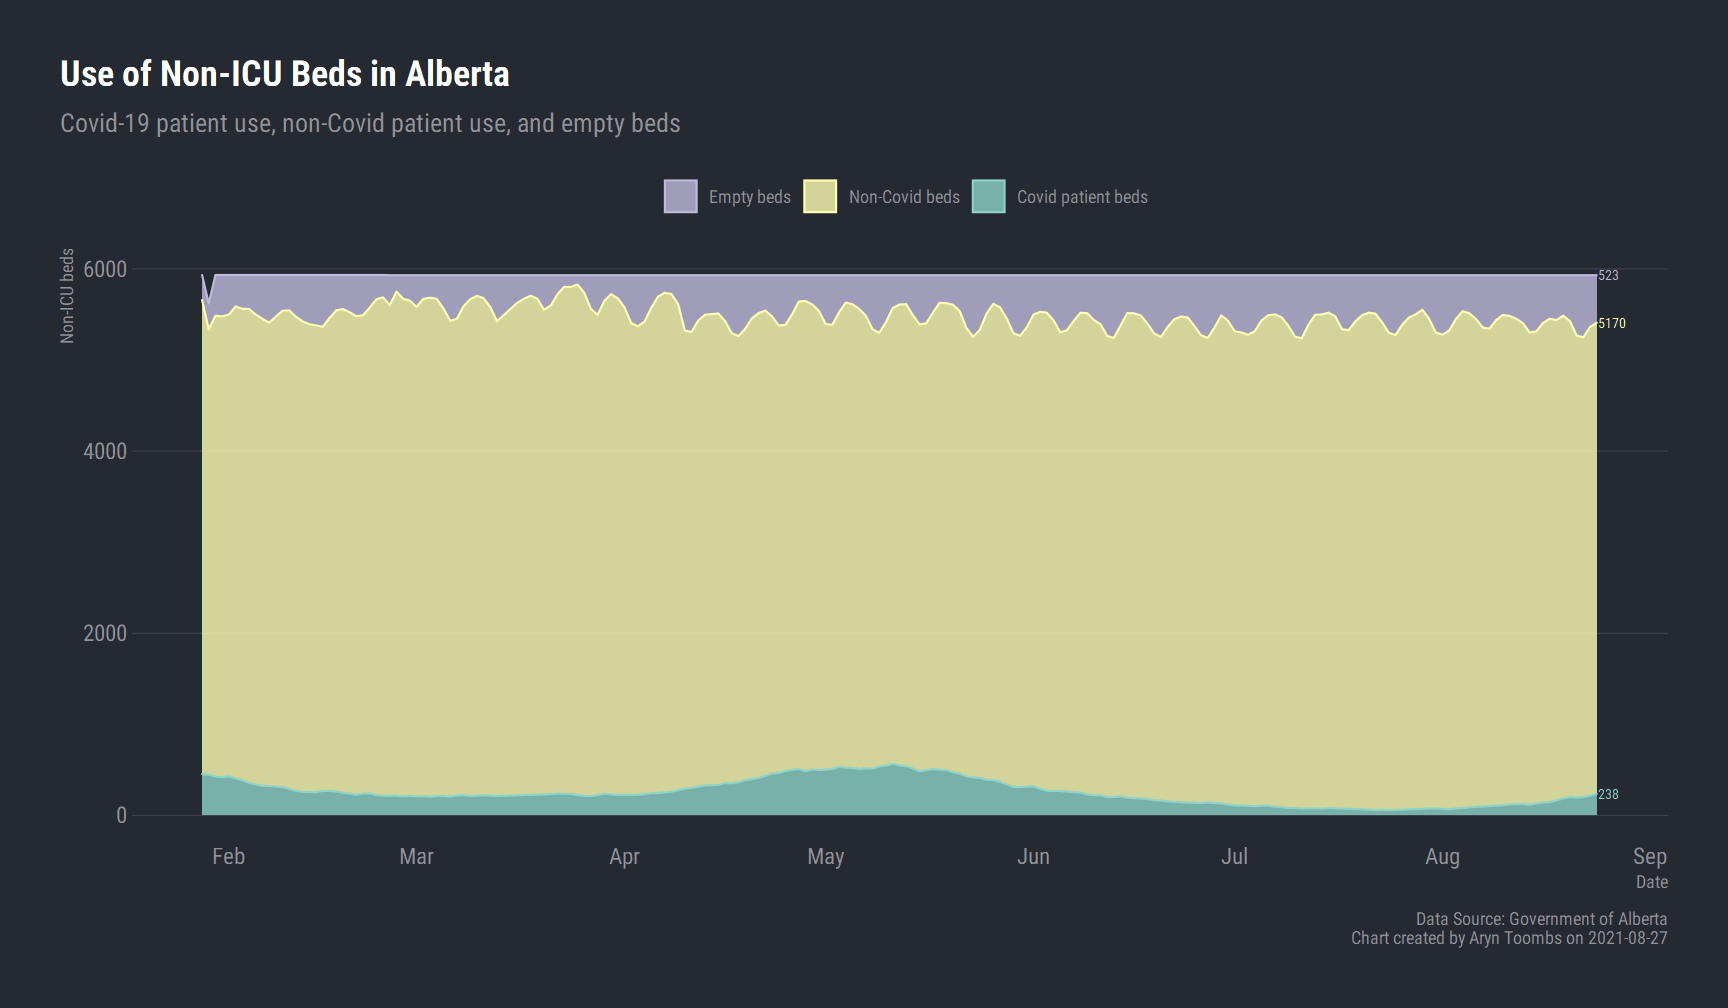 Use of Non-ICU Beds in Alberta
Covid-19 patient use, non-Covid patient use, and empty beds
Empty beds Non-Covid beds Covid patient beds
Non-ICU beds
6000
4000
2000
0
523
5170
238
Feb Mar Apr May Jun Jul Aug Sep
Date
Data Source: Government of Alberta
Chart created by Aryn Toombs on 2021-08-27